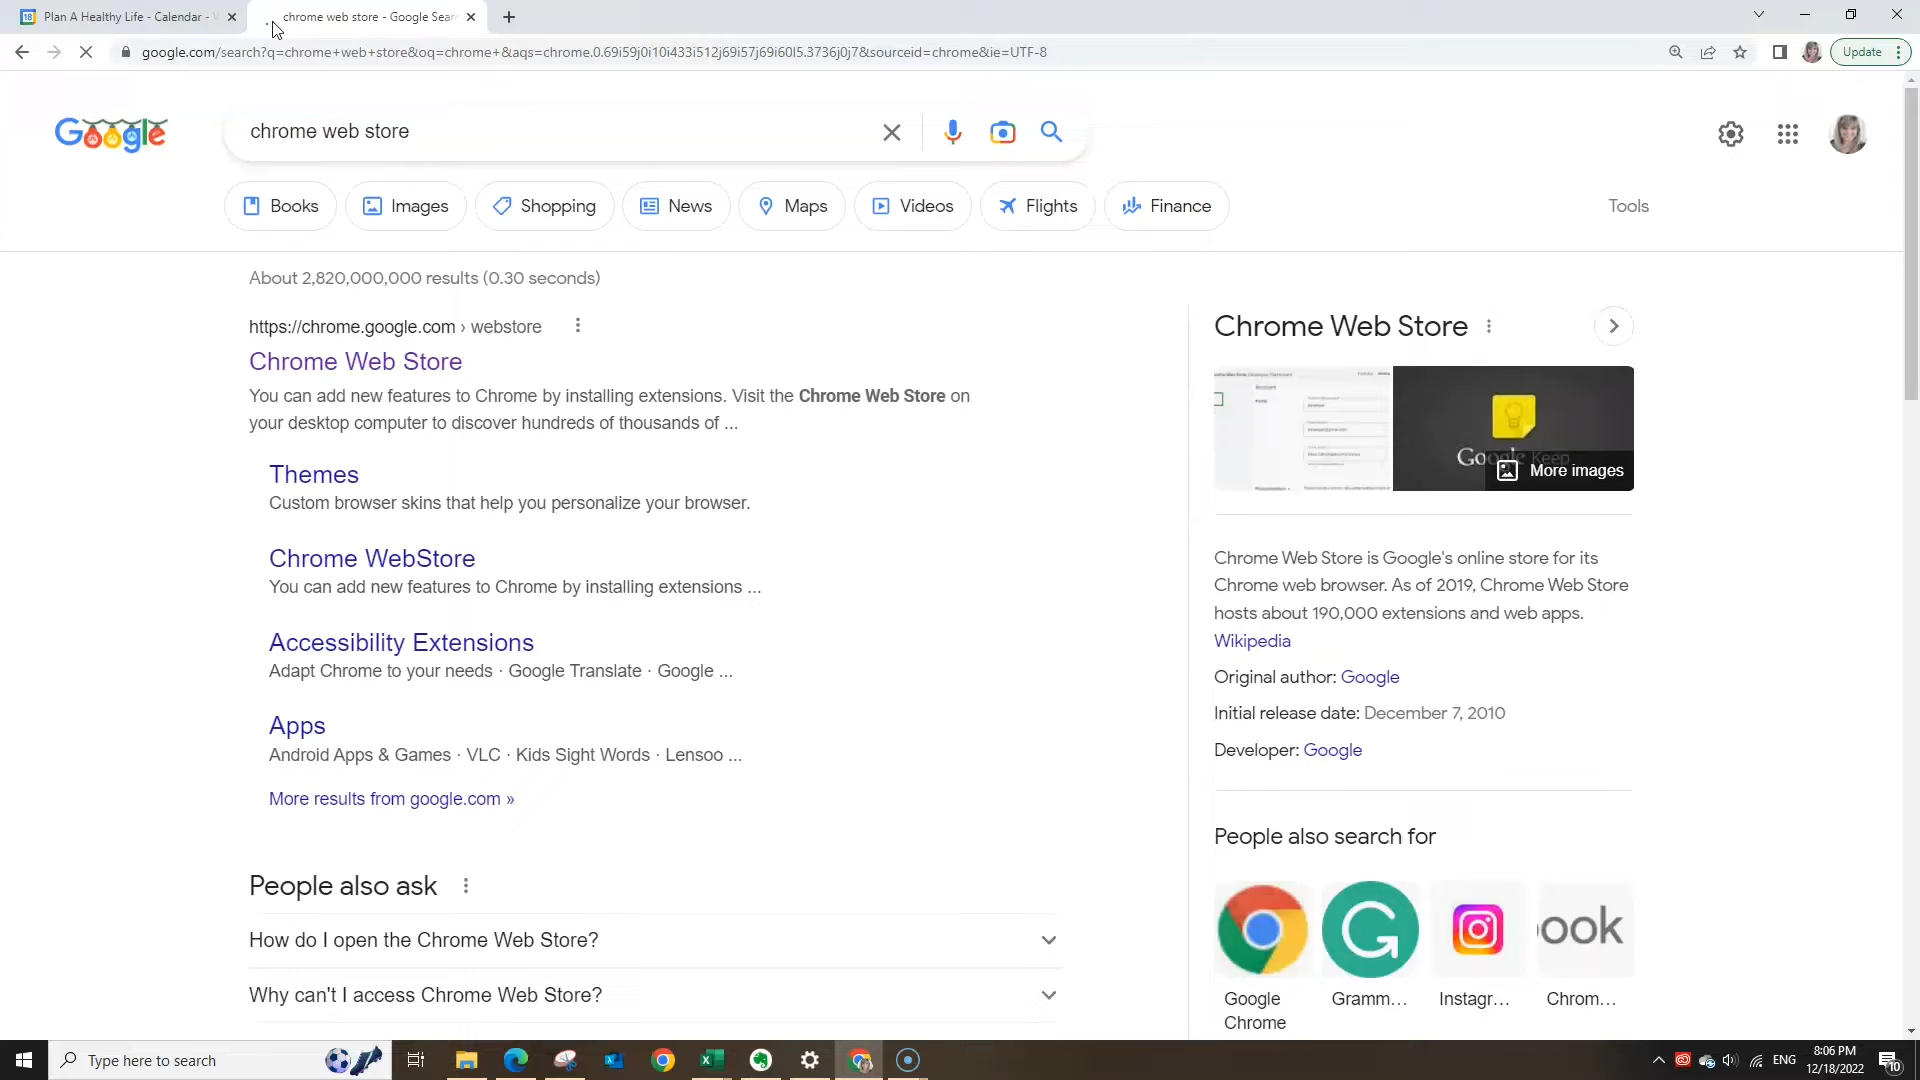 Plan A Healthy Life - Calendar -
chrome web store - Google Sear
google.com/search?q=chrome+web+store&oq=chrome+&aqs=chrome.0.69i59j0i10i433i512j69i57j69i60l5.3736j0j7&sourceid=chrome&ie=UTF-8
Update
Google
chrome web store
Books
Images
Shopping
News
Maps
Videos
Flights
Finance
Tools
About 2,820,000,000 results (0.30 seconds)
https://chrome.google.com › webstore
Chrome Web Store
You can add new features to Chrome by installing extensions. Visit the Chrome Web Store on
your desktop computer to discover hundreds of thousands of ...
Themes
Custom browser skins that help you personalize your browser.
Chrome WebStore
You can add new features to Chrome by installing extensions ...
Accessibility Extensions
Adapt Chrome to your needs · Google Translate · Google ...
Apps
Android Apps & Games · VLC · Kids Sight Words · Lensoo ...
More results from google.com »
People also ask
How do I open the Chrome Web Store?
Why can't I access Chrome Web Store?
Chrome Web Store
Google Keep
More images
Chrome Web Store is Google's online store for its
Chrome web browser. As of 2019, Chrome Web Store
hosts about 190,000 extensions and web apps.
Wikipedia
Original author: Google
Initial release date: December 7, 2010
Developer: Google
People also search for
ook
Google
Chrome
Gramm...
Instagr...
Chrom...
Type here to search
ENG
8:06 PM
12/18/2022
10